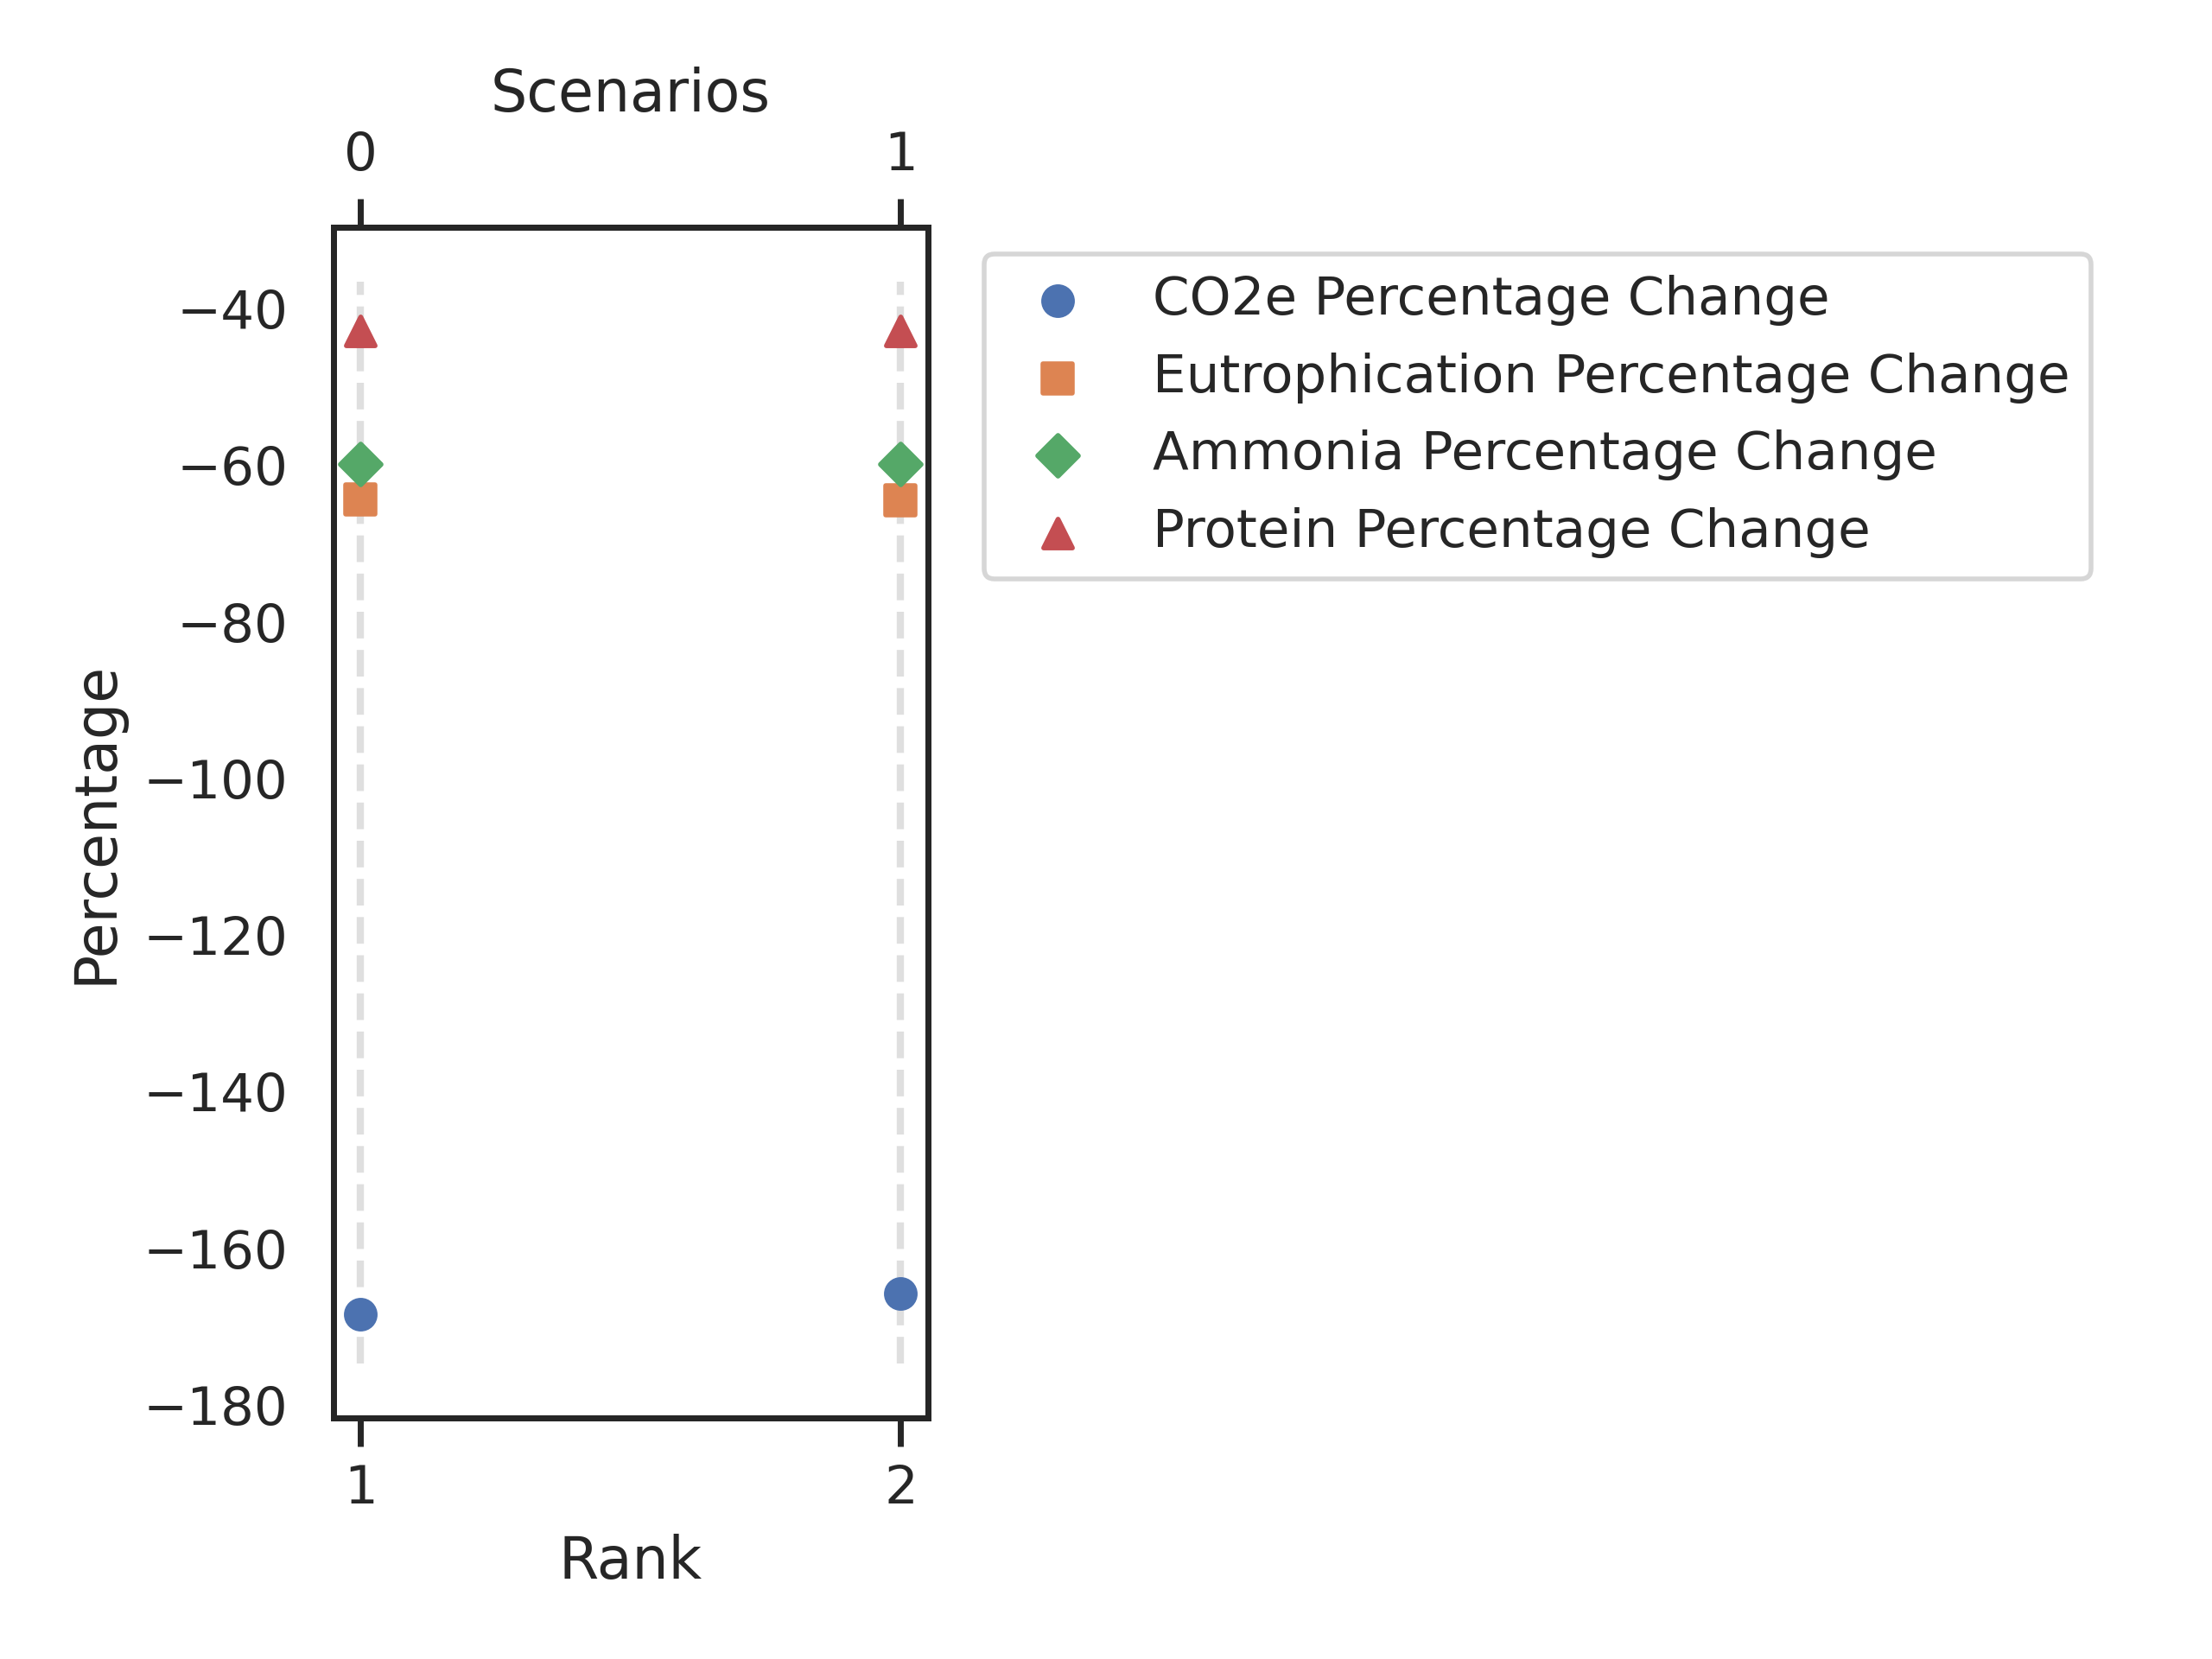 Scenarios
0 1
−40
−60
−80
−100
−120
−140
−160
−180
Percentage
1 2
Rank
CO2e Percentage Change
Eutrophication Percentage Change
Ammonia Percentage Change
Protein Percentage Change